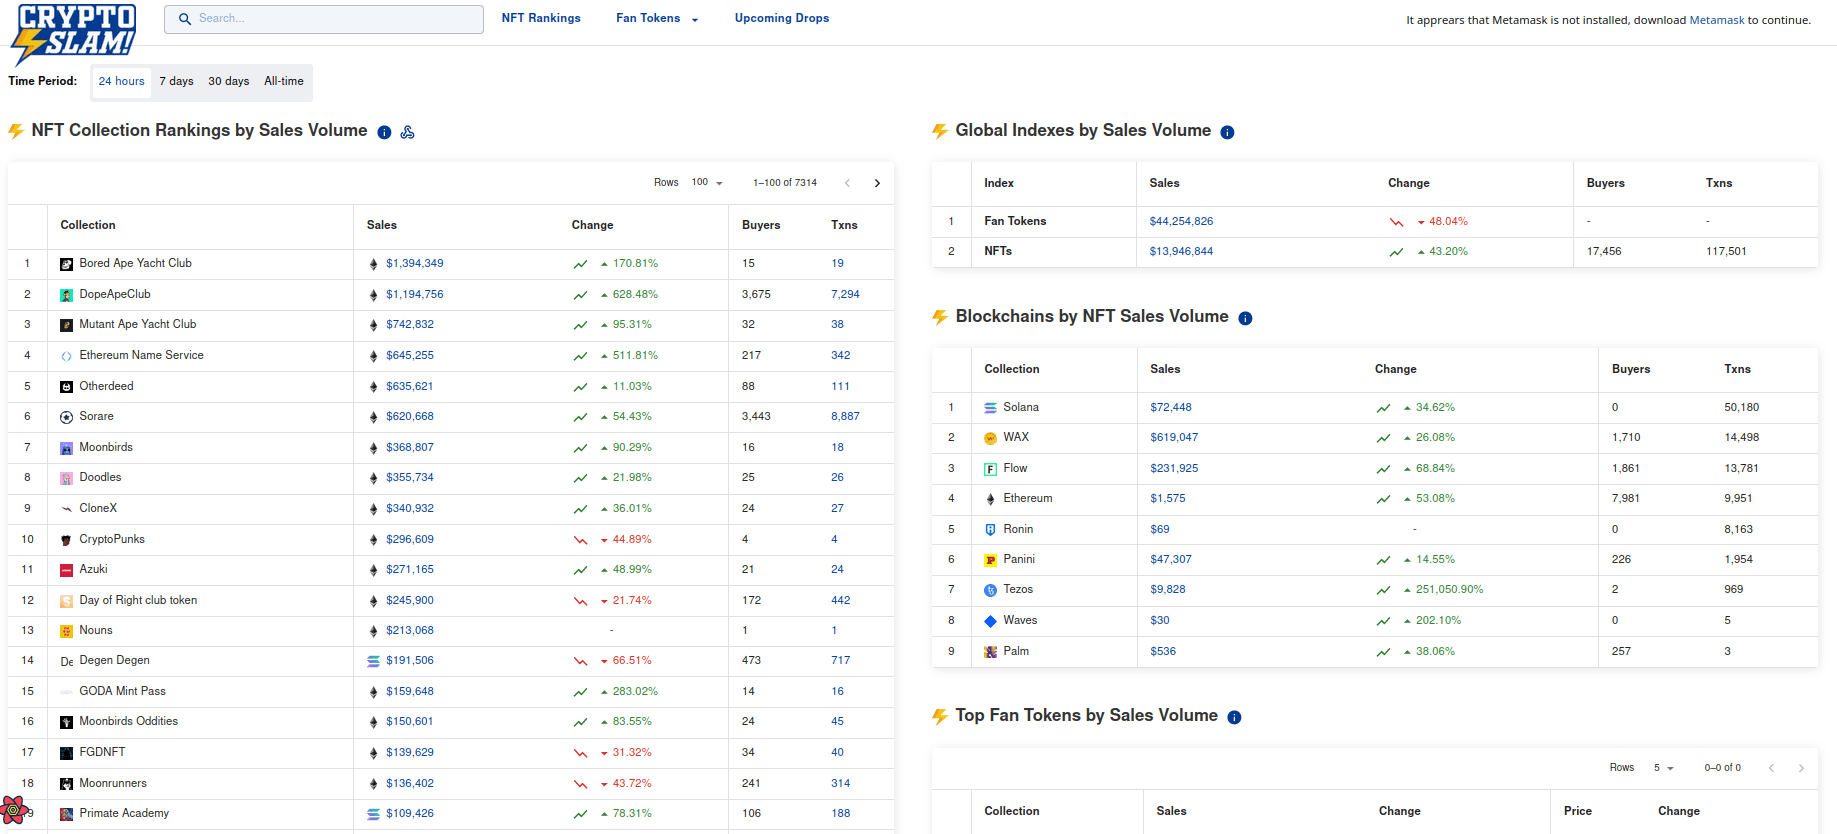 CRYPTO
SLAM!
Search...
NFT Rankings
Fan Tokens
Upcoming Drops
It apprears that Metamask is not installed, download Metamask to continue.
Time Period:
24 hours
7 days
30 days
All-time
NFT Collection Rankings by Sales Volume
Rows 100 1–100 of 7314
Collection Sales Change Buyers Txns
1 Bored Ape Yacht Club $1,394,349 170.81% 15 19
2 DopeApeClub $1,194,756 628.48% 3,675 7,294
3 Mutant Ape Yacht Club $742,832 95.31% 32 38
4 Ethereum Name Service $645,255 511.81% 217 342
5 Otherdeed $635,621 11.03% 88 111
6 Sorare $620,668 54.43% 3,443 8,887
7 Moonbirds $368,807 90.29% 16 18
8 Doodles $355,734 21.98% 25 26
9 CloneX $340,932 36.01% 24 27
10 CryptoPunks $296,609 44.89% 4 4
11 Azuki $271,165 48.99% 21 24
12 Day of Right club token $245,900 21.74% 172 442
13 Nouns $213,068 - 1 1
14 De Degen Degen $191,506 66.51% 473 717
15 GODA Mint Pass $159,648 283.02% 14 16
16 Moonbirds Oddities $150,601 83.55% 24 45
17 FGDNFT $139,629 31.32% 34 40
18 Moonrunners $136,402 43.72% 241 314
9 Primate Academy $109,426 78.31% 106 188
Global Indexes by Sales Volume
Index Sales Change Buyers Txns
1 Fan Tokens $44,254,826 48.04% - -
2 NFTs $13,946,844 43.20% 17,456 117,501
Blockchains by NFT Sales Volume
Collection Sales Change Buyers Txns
1 Solana $72,448 34.62% 0 50,180
2 WAX $619,047 26.08% 1,710 14,498
3 Flow $231,925 68.84% 1,861 13,781
4 Ethereum $1,575 53.08% 7,981 9,951
5 Ronin $69 - 0 8,163
6 Panini $47,307 14.55% 226 1,954
7 Tezos $9,828 251,050.90% 2 969
8 Waves $30 202.10% 0 5
9 Palm $536 38.06% 257 3
Top Fan Tokens by Sales Volume
Rows 5 0–0 of 0
Collection Sales Change Price Change